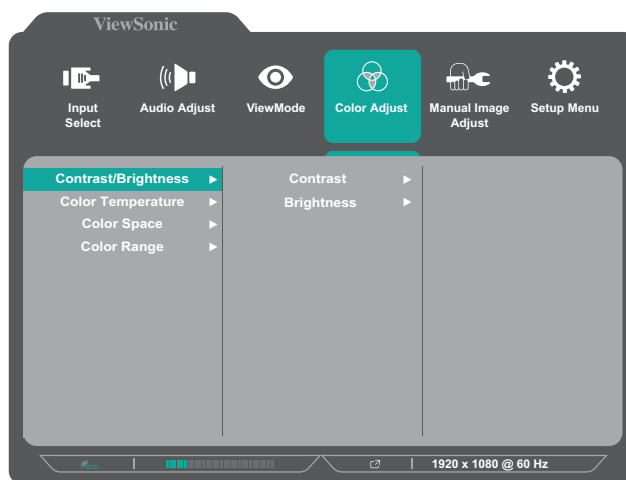 ViewSonic
Input
Select
Audio Adjust
ViewMode
Color Adjust
Manual Image
Adjust
Setup Menu
Contrast/Brightness
Color Temperature
Color Space
Color Range
Contrast
Brightness
eco
1920 x 1080 @ 60 Hz